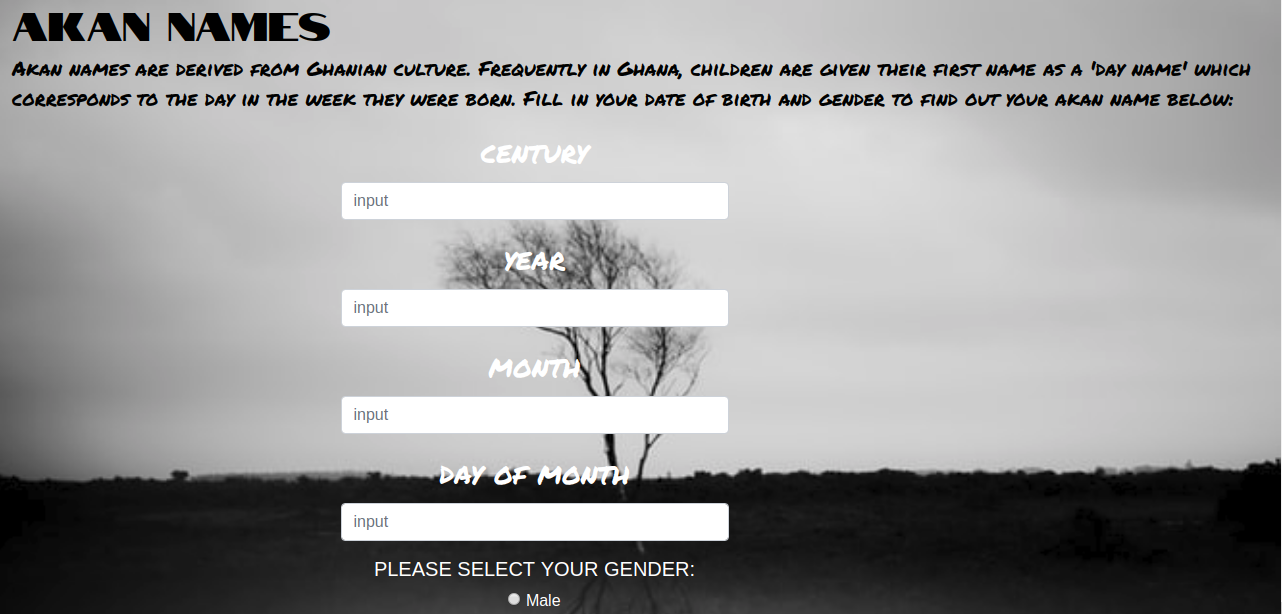 AKAN NAMES
Akan names are derived from Ghanian culture. Frequently in Ghana, children are given their first name as a 'day name' which
corresponds to the day in the week they were born. Fill in your date of birth and gender to find out your akan name below:
CENTURY
input
YEAR
input
MONTH
input
DAY OF MONTH
input
PLEASE SELECT YOUR GENDER:
Male